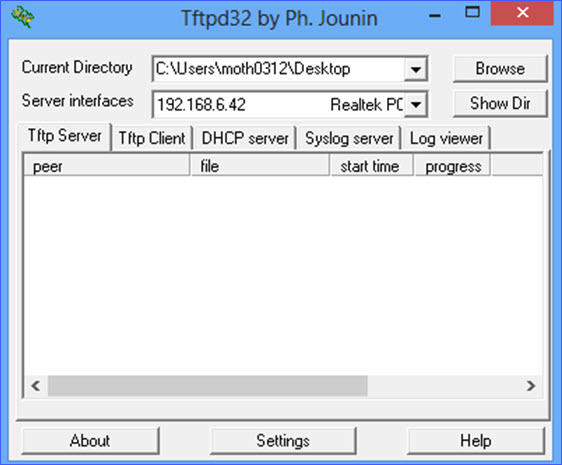 Tftpd32 by Ph. Jounin
Current Directory C:\Users\moth0312\Desktop Browse
Server interfaces 192.168.6.42 Realtek PC Show Dir
Tftp Server Tftp Client DHCP server Syslog server Log viewer
peer file start time progress
About Settings Help